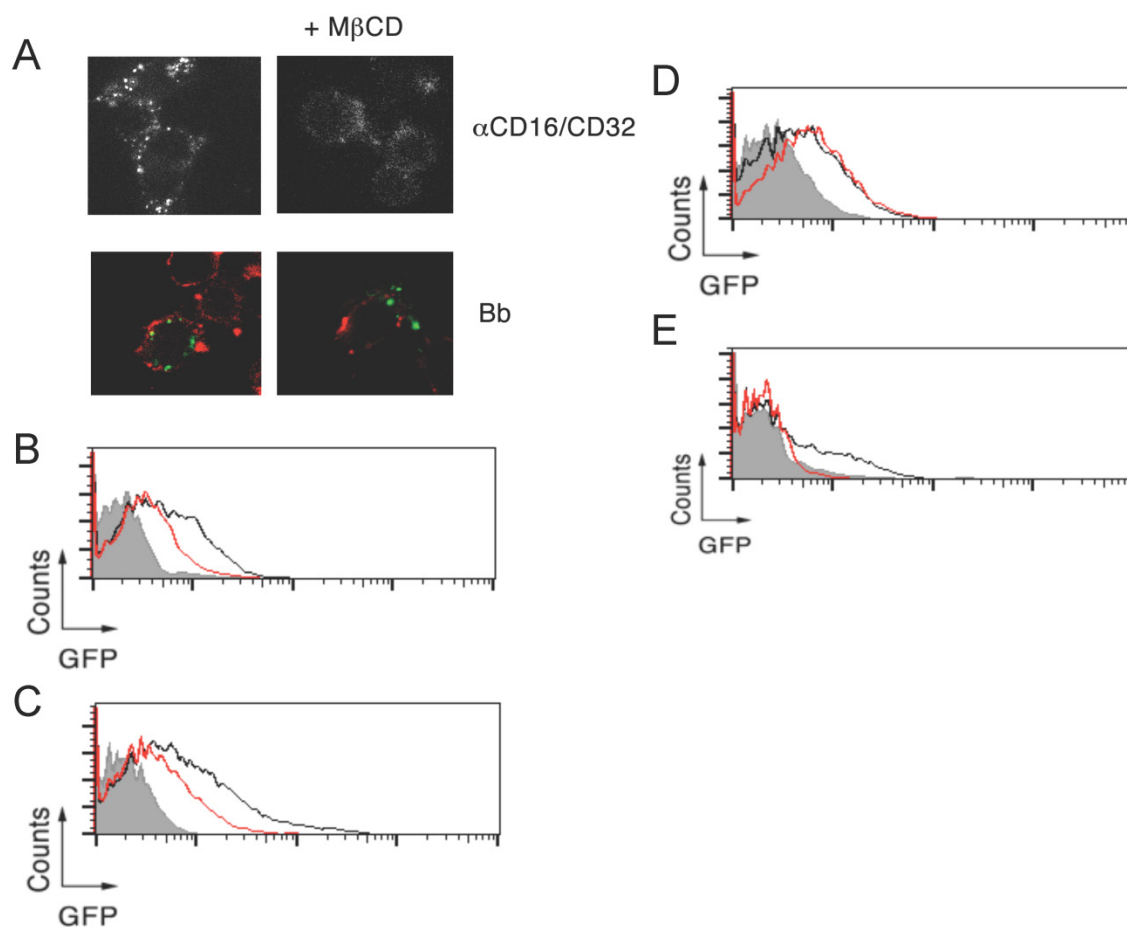 A
+ MβCD
αCD16/CD32
Bb
B
Counts
GFP
C
Counts
GFP
D
Counts
GFP
E
Counts
GFP